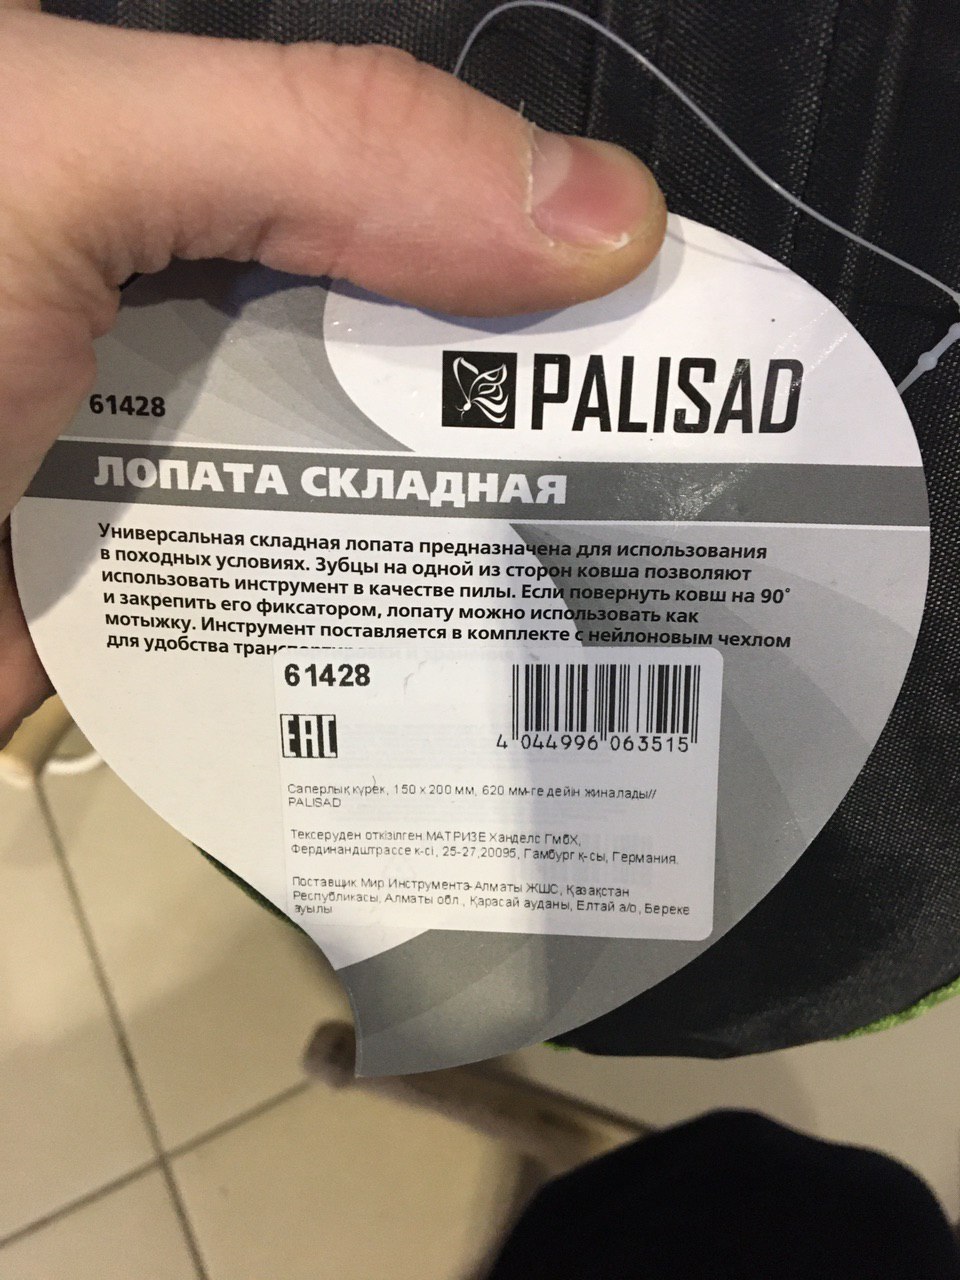 PALISAD
61428
ЛОПАТА СКЛАДНАЯ
Универсальная складная лопата предназначена для использования
в походных условиях. Зубцы на одной из сторон ковша позволяют
использовать инструмент в качестве пилы. Если повернуть ковш на 90°
и закрепить его фиксатором, лопату можно использовать как
мотыжку. Инструмент поставляется в комплекте с нейлоновым чехлом
для удобства
61428
EAC
4 044996 063515
Саперлық күрек, 150 x 200 мм, 620 мм-ге дейін жиналады//
PALISAD
Тексеруден откізілген МАТРИЗЕ Ханделс ГмбХ,
Фердинандштрассе к-сі, 25-27,20095, Гамбург қ-сы, Германия.
Поставщик Мир Инструмента-Алматы ЖШС, Қазақстан
Республикасы, Алматы обл., Қарасай ауданы, Елтай а/о, Береке
ауылы